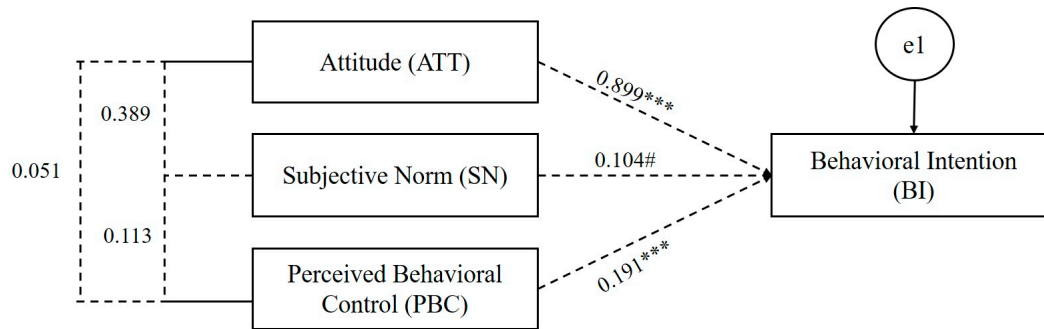 e1
Attitude (ATT)
0.899***
0.389
0.104#
Behavioral Intention
(BI)
0.051
Subjective Norm (SN)
0.113
0.191***
Perceived Behavioral
Control (PBC)